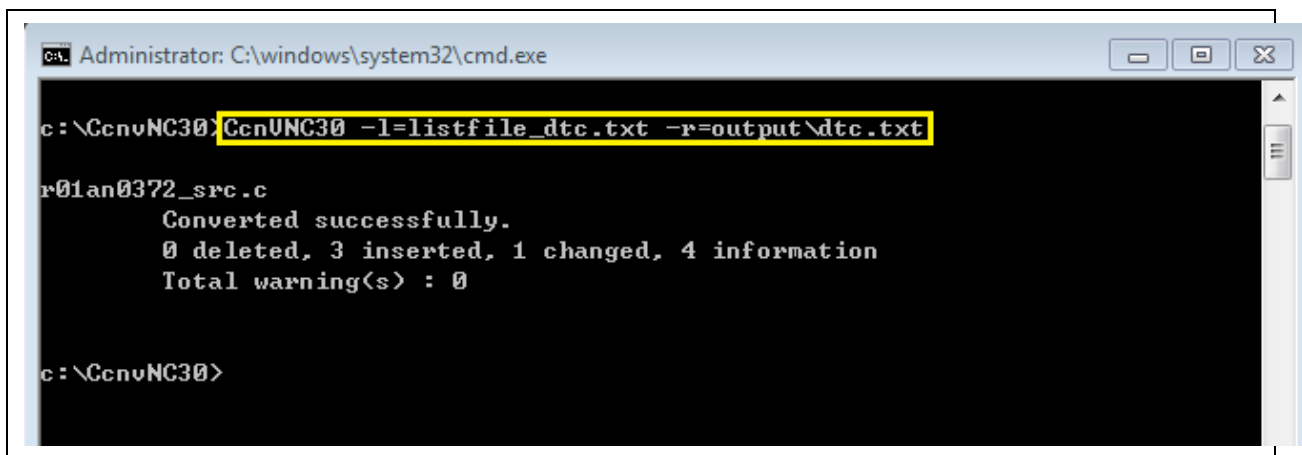 Administrator: C:\windows\system32\cmd.exe
c:\CcnvNC30>CcnVNC30 -l=listfile_dtc.txt -r=output\dtc.txt
r01an0372_src.c
Converted successfully.
0 deleted, 3 inserted, 1 changed, 4 information
Total warning(s) : 0
c:\CcnvNC30>